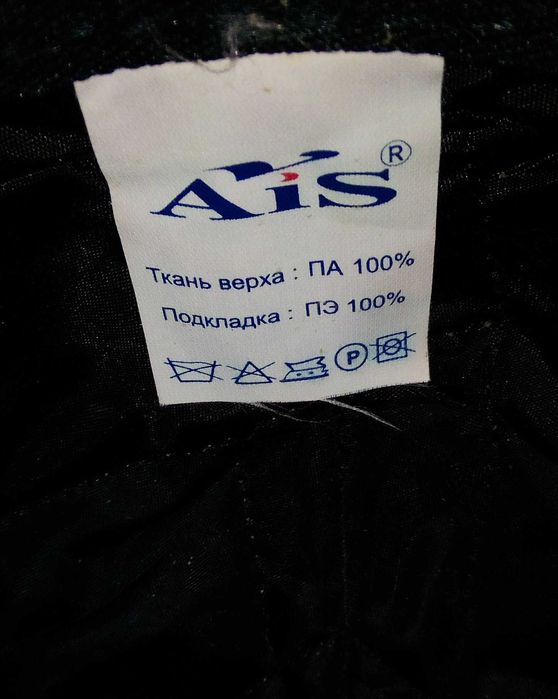 AiS ®
Ткань верха : ПА 100%
Подкладка : ПЭ 100%
P